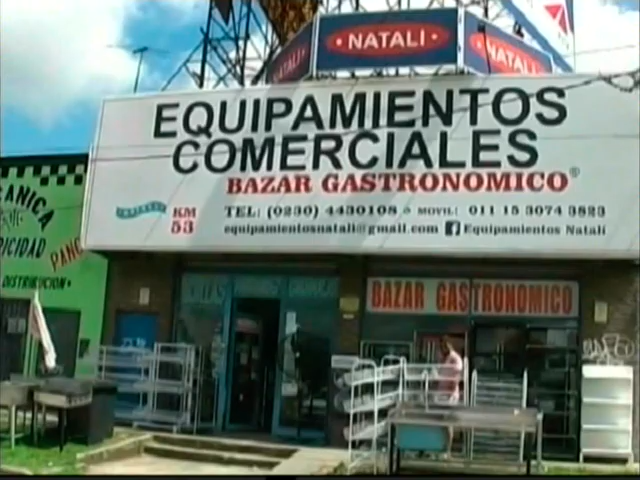 • NATALI •
NATALI
NATALI
EQUIPAMIENTOS
COMERCIALES
BAZAR GASTRONOMICO®
KM
53
TEL: (0230) 4430108 MOVIL: 011 15 3074 3823
equipamientosnatali@gmail.com Equipamientos Natali
BAZAR GASTRONOMICO